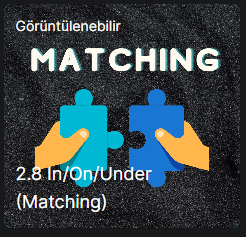 Görüntülenebilir
MATCHING
2.8 In/On/Under
(Matching)